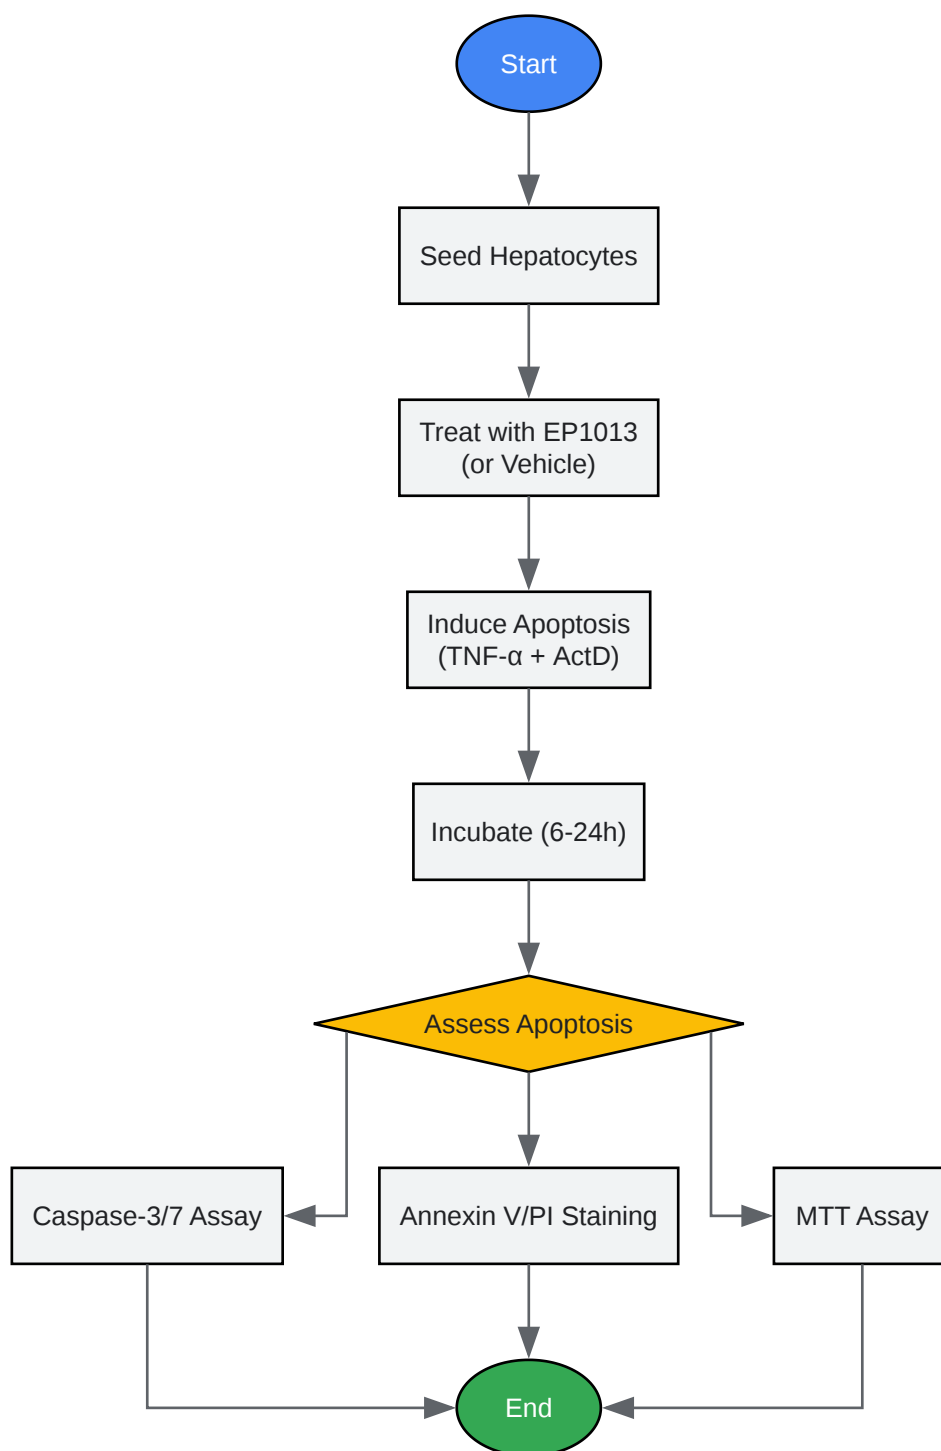 Start
Seed Hepatocytes
Treat with EP1013
(or Vehicle)
Induce Apoptosis
(TNF-α + ActD)
Incubate (6-24h)
Assess Apoptosis
Caspase-3/7 Assay
Annexin V/PI Staining
MTT Assay
End